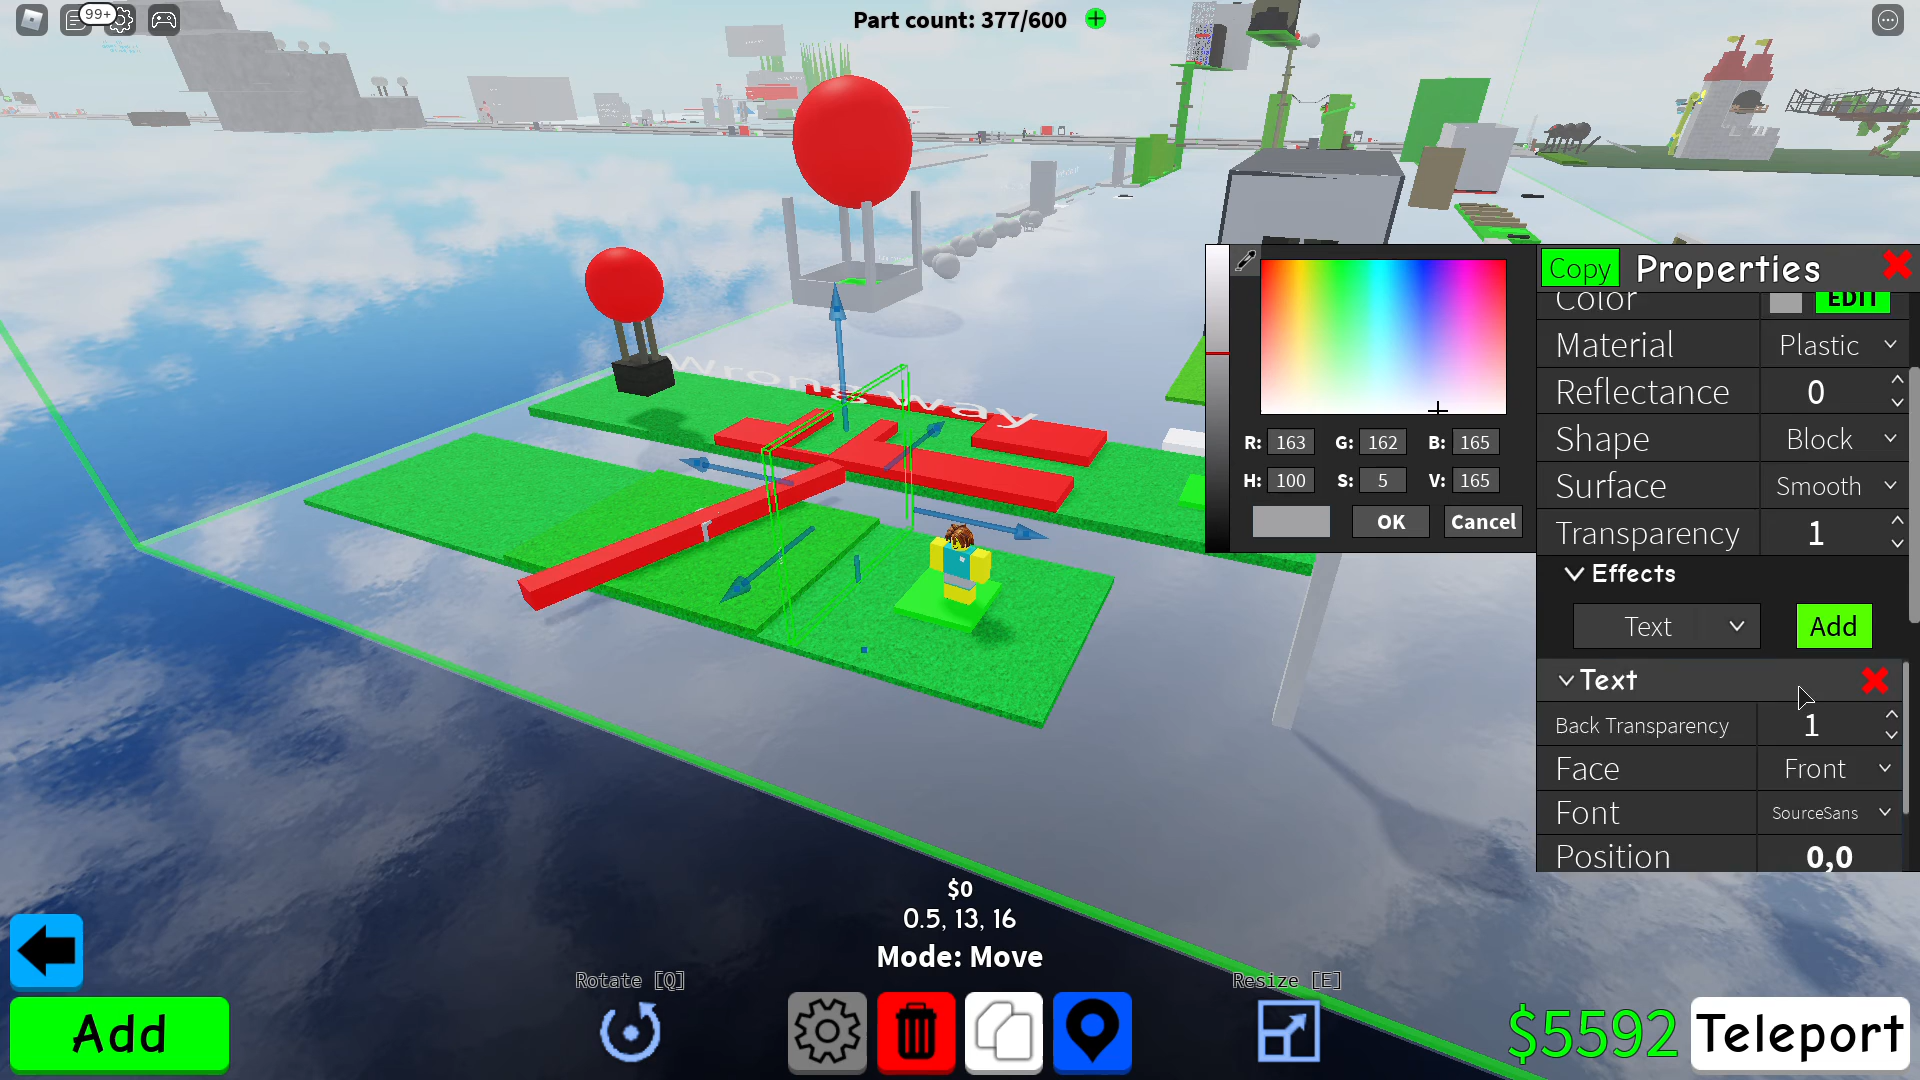 99+
Part count: 377/600
wrong way
Copy
Properties
Color
EDIT
Material
Plastic
Reflectance
0
Shape
Block
Surface
Smooth
Transparency
1
Effects
Text
Add
Text
Back Transparency
1
Face
Front
Font
SourceSans
Position
0,0
R: 163 G: 162 B: 165
H: 100 S: 5 V: 165
OK
Cancel
$0
0.5, 13, 16
Mode: Move
Rotate [Q]
Resize [E]
Add
$5592
Teleport